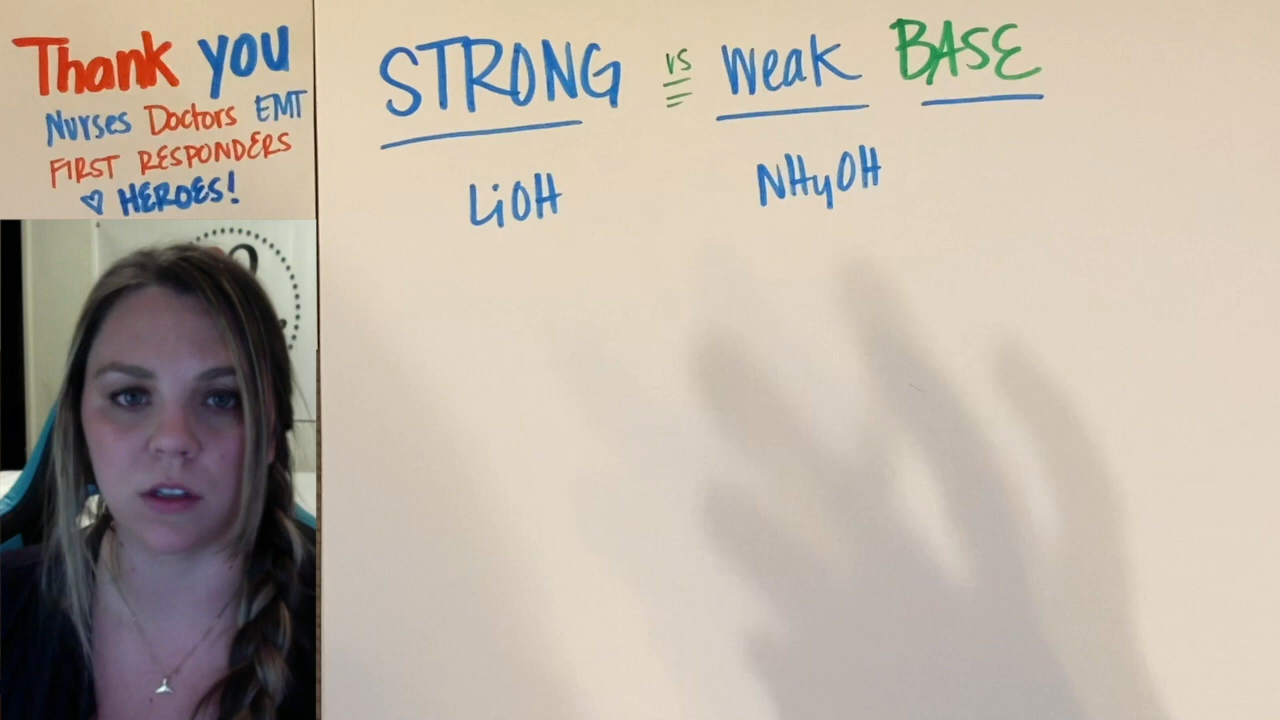 Thank you
Nurses Doctors EMT
FIRST RESPONDERS
♡ HEROES!
STRONG vs Weak BASE
LiOH NH4OH